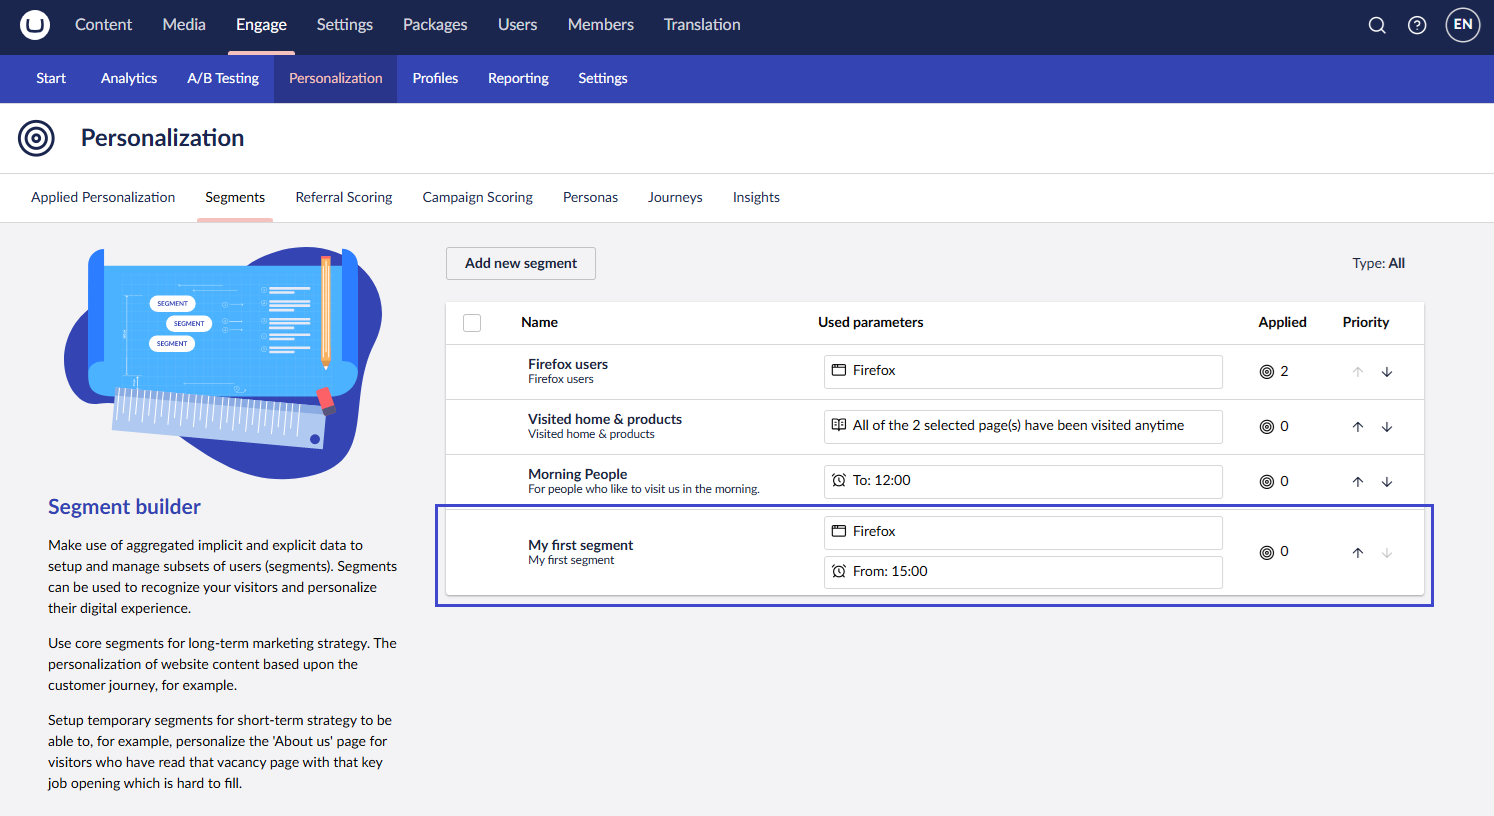 Content Media Engage Settings Packages Users Members Translation EN
Start Analytics A/B Testing Personalization Profiles Reporting Settings
Personalization
Applied Personalization Segments Referral Scoring Campaign Scoring Personas Journeys Insights
SEGMENT
SEGMENT
SEGMENT
Segment builder
Make use of aggregated implicit and explicit data to
setup and manage subsets of users (segments). Segments
can be used to recognize your visitors and personalize
their digital experience.
Use core segments for long-term marketing strategy. The
personalization of website content based upon the
customer journey, for example.
Setup temporary segments for short-term strategy to be
able to, for example, personalize the 'About us' page for
visitors who have read that vacancy page with that key
job opening which is hard to fill.
Add new segment Type: All
Name Used parameters Applied Priority
Firefox users
Firefox users
Firefox
2
Visited home & products
Visited home & products
All of the 2 selected page(s) have been visited anytime
0
Morning People
For people who like to visit us in the morning.
To: 12:00
0
My first segment
My first segment
Firefox
From: 15:00
0